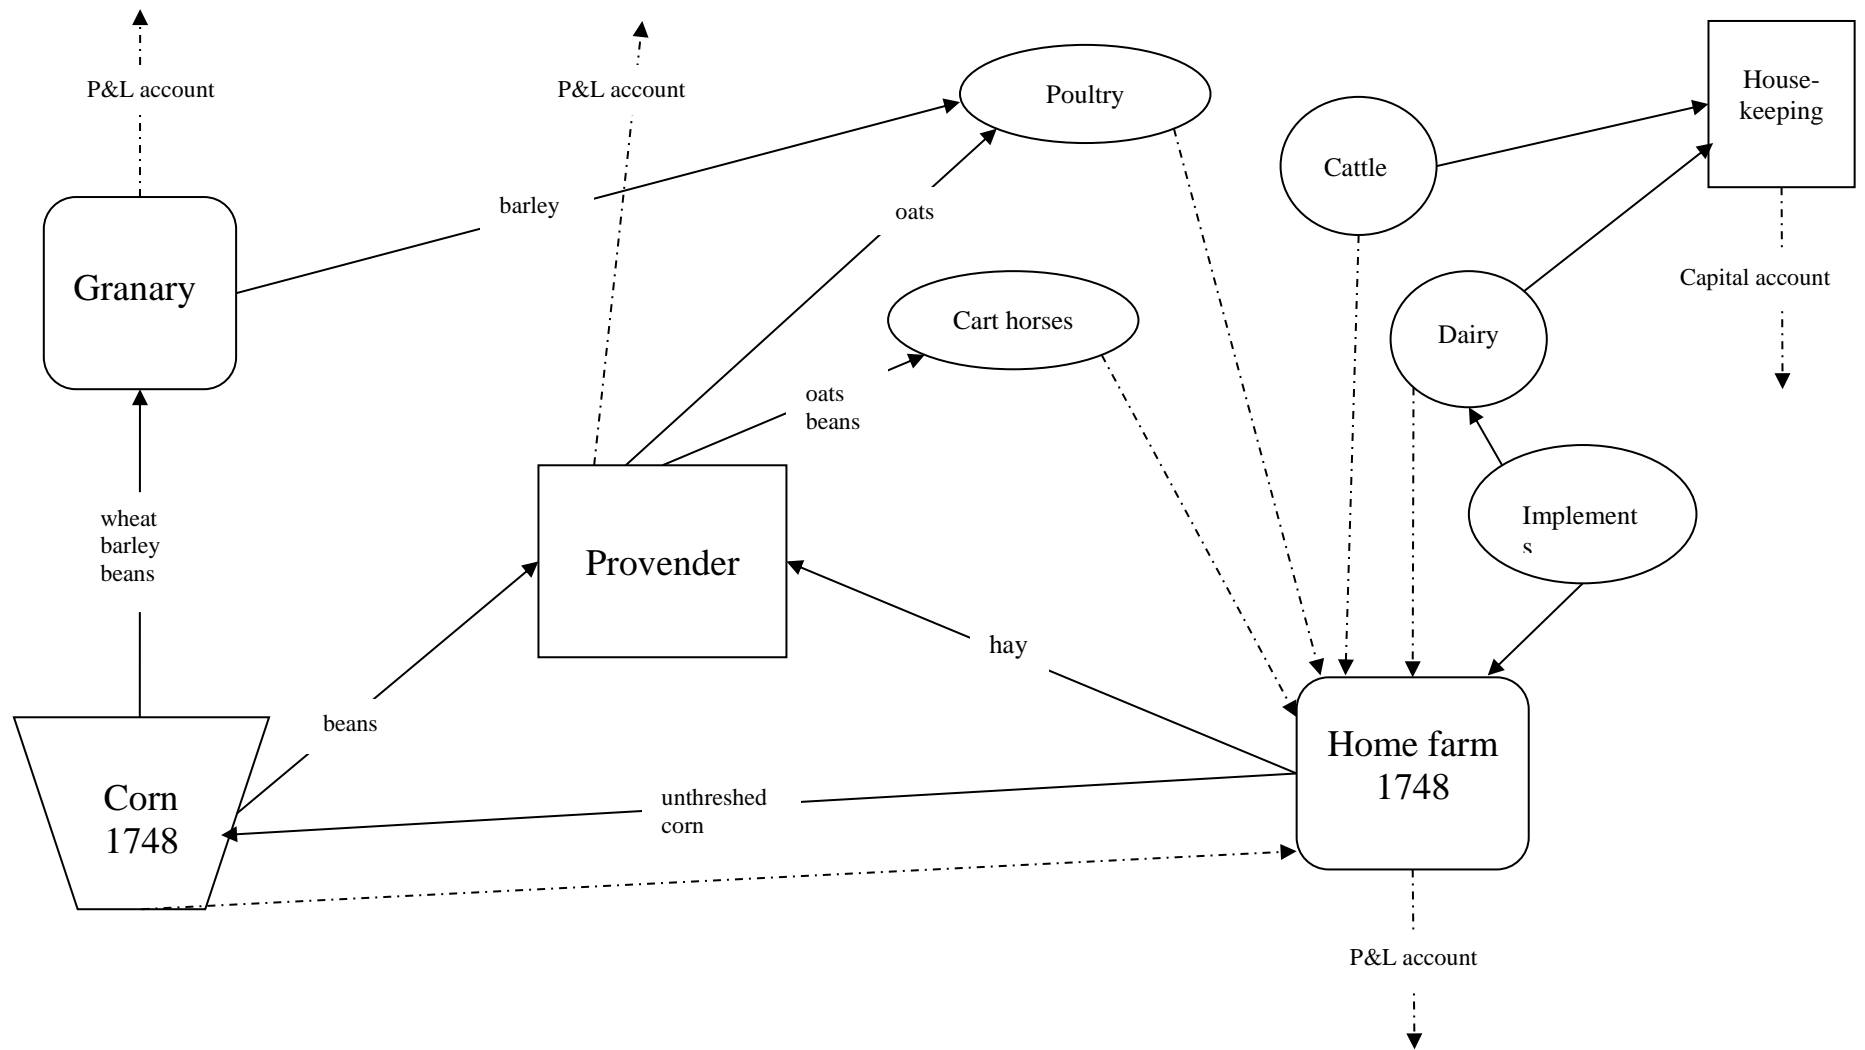 P&L account
P&L account
Poultry
House-
keeping
Cattle
barley
oats
Granary
Capital account
Cart horses
Dairy
oats
beans
wheat
barley
beans
Implement
s
Provender
hay
beans
Home farm
1748
Corn
1748
unthreshed
corn
P&L account